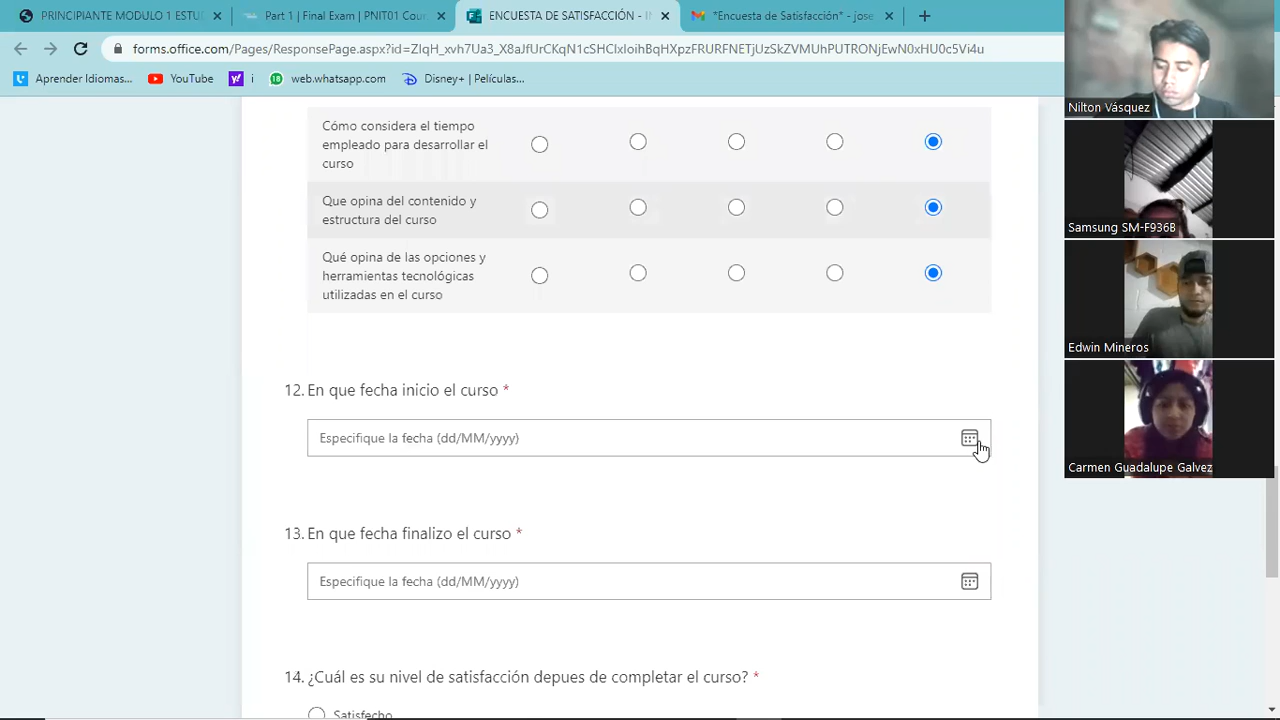 PRINCIPIANTE MODULO 1 ESTU
Part 1 | Final Exam | PNIT01 Cour
ENCUESTA DE SATISFACCIÓN - I
*Encuesta de Satisfacción* - jose
forms.office.com/Pages/ResponsePage.aspx?id=ZIqH_xvh7Ua3_X8aJfUrCKqN1cSHCIxIoihBqHXpzFRURFNETjUzSkZVMUhPUTRONjEwN0xHU0c5Vi4u
Aprender Idiomas...
YouTube
i
web.whatsapp.com
Disney+ | Películas,...
Nilton Vásquez
Samsung SM-F936B
Edwin Mineros
Carmen Guadalupe Galvez
Cómo considera el tiempo
empleado para desarrollar el
curso
Que opina del contenido y
estructura del curso
Qué opina de las opciones y
herramientas tecnológicas
utilizadas en el curso
12. En que fecha inicio el curso *
Especifique la fecha (dd/MM/yyyy)
13. En que fecha finalizo el curso *
Especifique la fecha (dd/MM/yyyy)
14. ¿Cuál es su nivel de satisfacción depues de completar el curso? *
Satisfecho